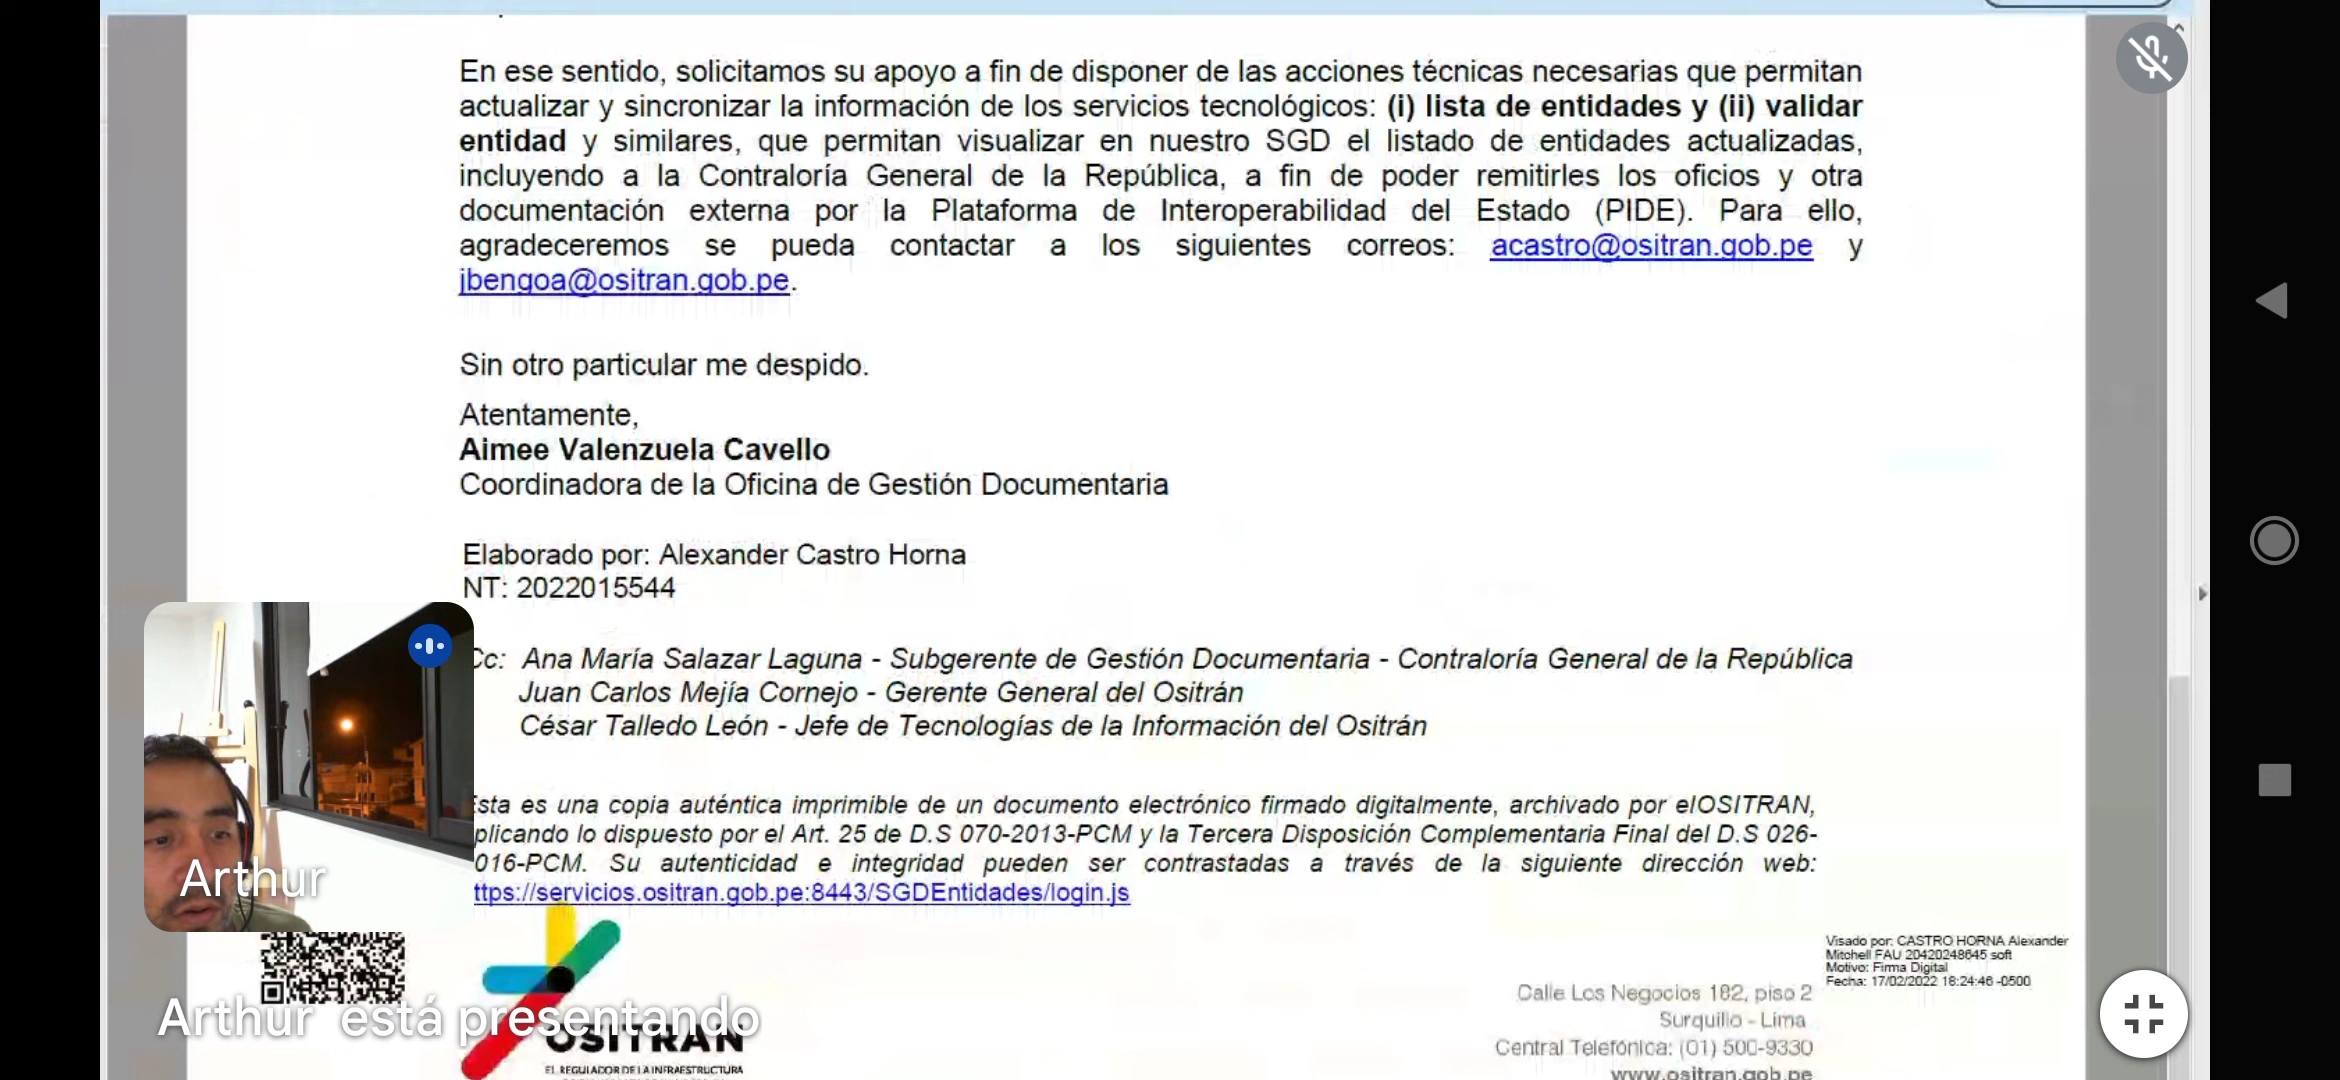 En ese sentido, solicitamos su apoyo a fin de disponer de las acciones técnicas necesarias que permitan
actualizar y sincronizar la información de los servicios tecnológicos: (i) lista de entidades y (ii) validar
entidad y similares, que permitan visualizar en nuestro SGD el listado de entidades actualizadas,
incluyendo a la Contraloría General de la República, a fin de poder remitirles los oficios y otra
documentación externa por la Plataforma de Interoperabilidad del Estado (PIDE). Para ello,
agradeceremos se pueda contactar a los siguientes correos: acastro@ositran.gob.pe y
jbengoa@ositran.gob.pe.
Sin otro particular me despido.
Atentamente,
Aimee Valenzuela Cavello
Coordinadora de la Oficina de Gestión Documentaria
Elaborado por: Alexander Castro Horna
NT: 2022015544
Cc: Ana María Salazar Laguna - Subgerente de Gestión Documentaria - Contraloría General de la República
Juan Carlos Mejía Cornejo - Gerente General del Ositrán
César Talledo León - Jefe de Tecnologías de la Información del Ositrán
sta es una copia auténtica imprimible de un documento electrónico firmado digitalmente, archivado por elOSITRAN,
plicando lo dispuesto por el Art. 25 de D.S 070-2013-PCM y la Tercera Disposición Complementaria Final del D.S 026-
016-PCM. Su autenticidad e integridad pueden ser contrastadas a través de la siguiente dirección web:
ttps://servicios.ositran.gob.pe:8443/SGDEntidades/login.js
Arthur
Arthur está presentando
OSITRAN
EL REGULADOR DE LA INFRAESTRUCTURA
Visado por: CASTRO HORNA Alexander
Mitchell FAU 20420248645 soft
Motivo: Firma Digital
Fecha: 17/02/2022 18:24:46 -0500
Calle Los Negocios 182, piso 2
Surquillo - Lima
Central Telefónica: (01) 500-9330
www.ositran.gob.pe